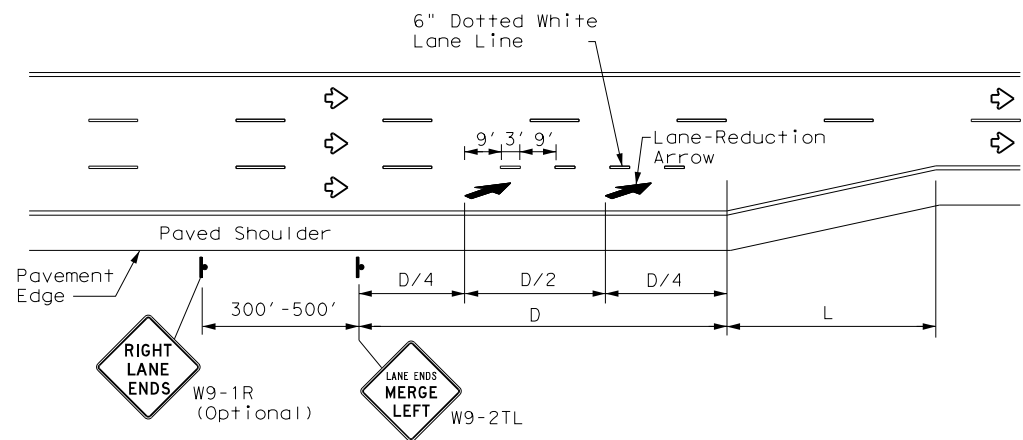 6" Dotted White
Lane Line
9' 3' 9'
Lane-Reduction
Arrow
Paved Shoulder
Pavement
Edge
D/4 D/2 D/4
300'-500' D L
RIGHT
LANE
ENDS
W9-1R
(Optional)
LANE ENDS
MERGE
LEFT
W9-2TL